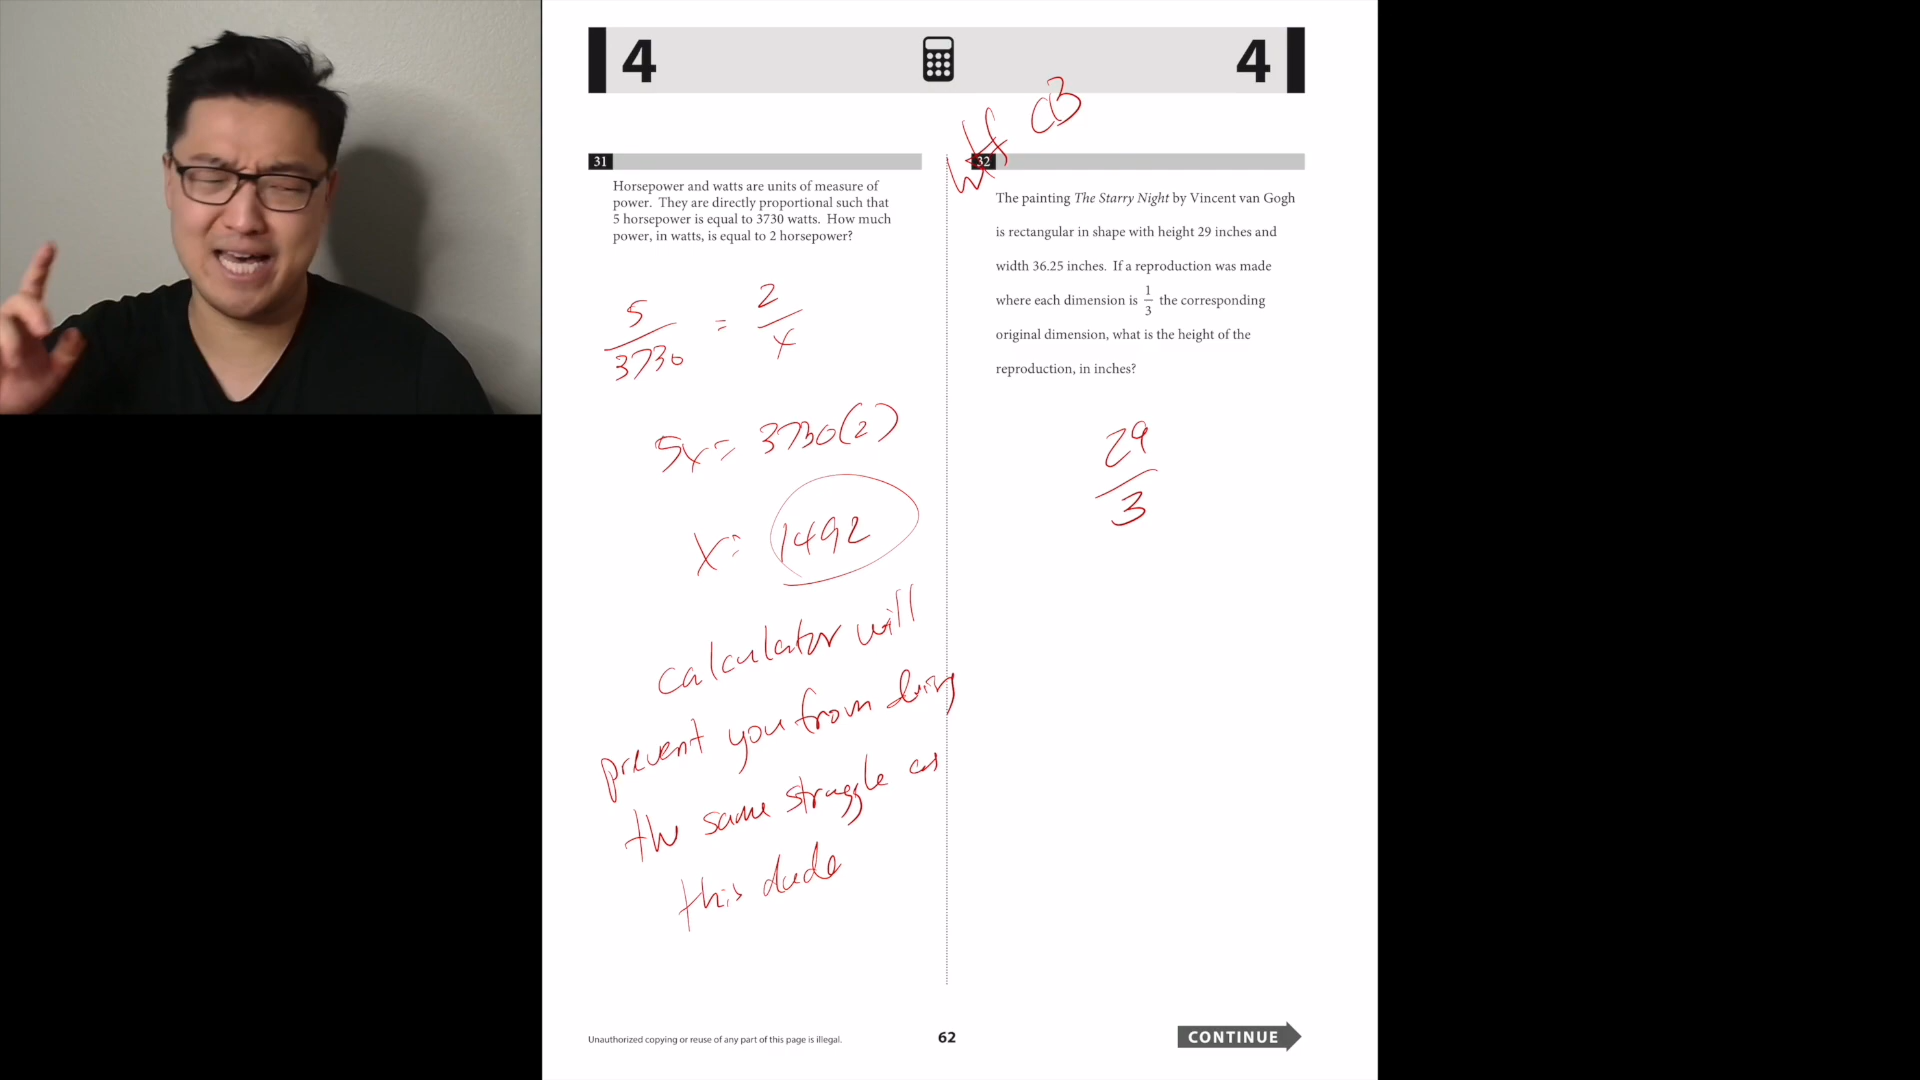 4
4
wtf CB
31
Horsepower and watts are units of measure of
power. They are directly proportional such that
5 horsepower is equal to 3730 watts. How much
power, in watts, is equal to 2 horsepower?
5/3730 = 2/x
5x = 3730(2)
x = 1492
calculator will
prevent you from doing
the same struggle as
this dude
32
The painting The Starry Night by Vincent van Gogh
is rectangular in shape with height 29 inches and
width 36.25 inches. If a reproduction was made
where each dimension is 1/3 the corresponding
original dimension, what is the height of the
reproduction, in inches?
29/3
Unauthorized copying or reuse of any part of this page is illegal.
62
CONTINUE